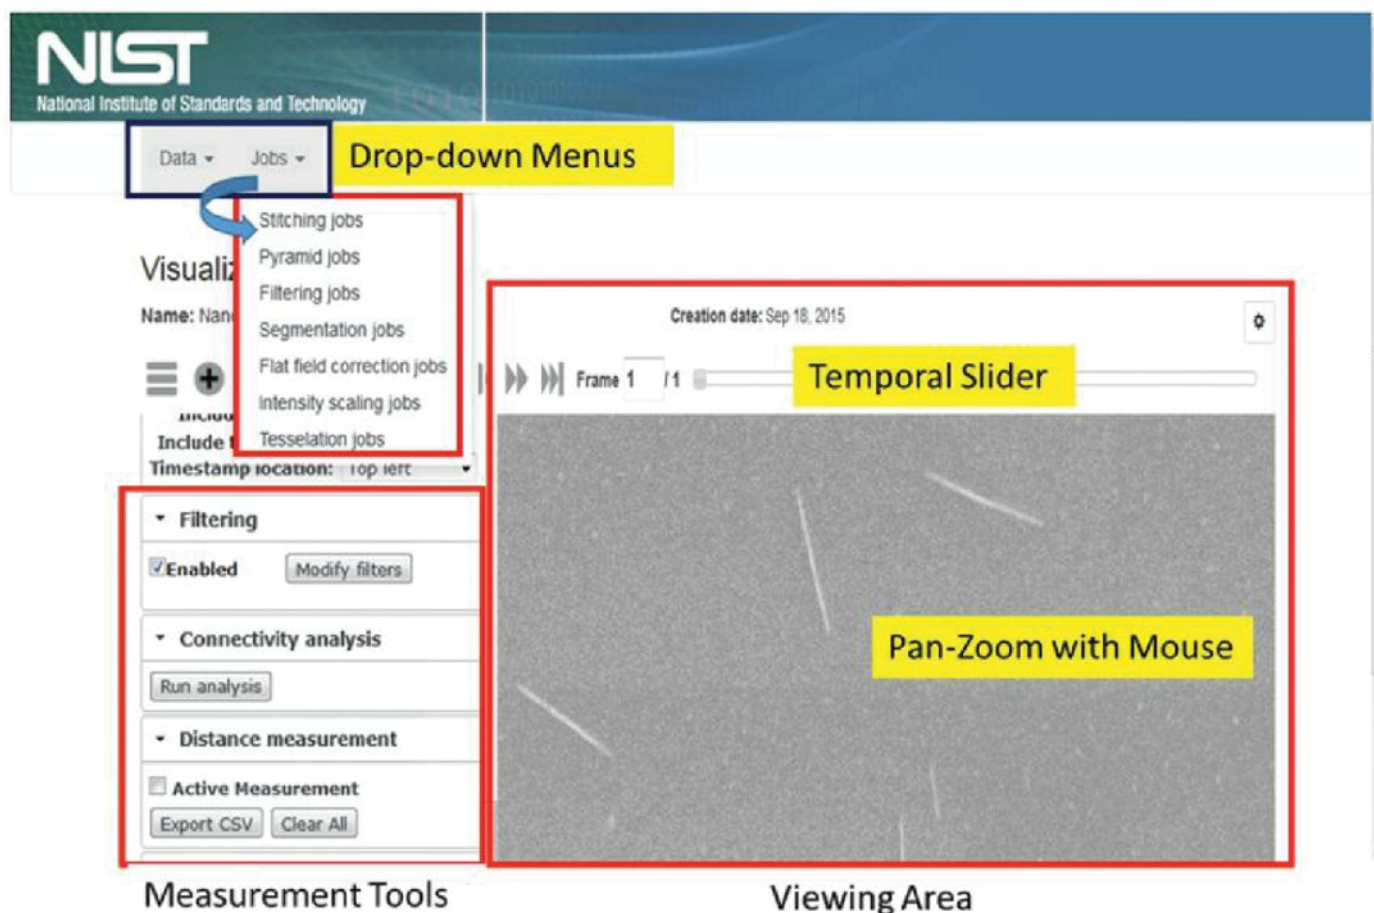 NIST
National Institute of Standards and Technology
Data Jobs Drop-down Menus
Stitching jobs
Pyramid jobs
Filtering jobs
Segmentation jobs
Flat field correction jobs
Intensity scaling jobs
Tesselation jobs
Name:
Creation date: Sep 18, 2015
Frame 1 / 1 Temporal Slider
Include
Timestamp location: Top left
Filtering
Enabled Modify filters
Connectivity analysis
Run analysis
Distance measurement
Active Measurement
Export CSV Clear All
Pan-Zoom with Mouse
Measurement Tools
Viewing Area